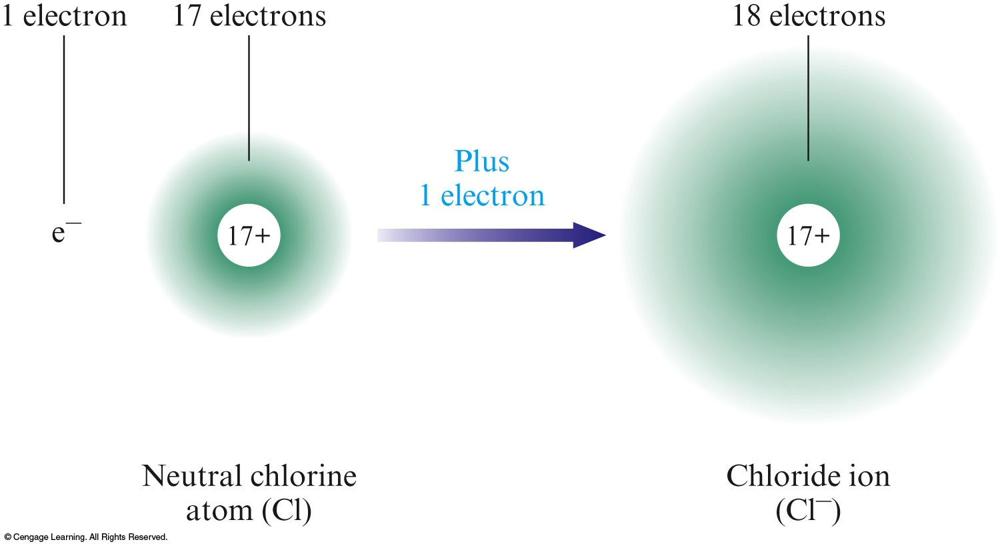 1 electron
17 electrons
18 electrons
Plus
1 electron
e⁻
17+
17+
Neutral chlorine
atom (Cl)
Chloride ion
(Cl⁻)
© Cengage Learning. All Rights Reserved.